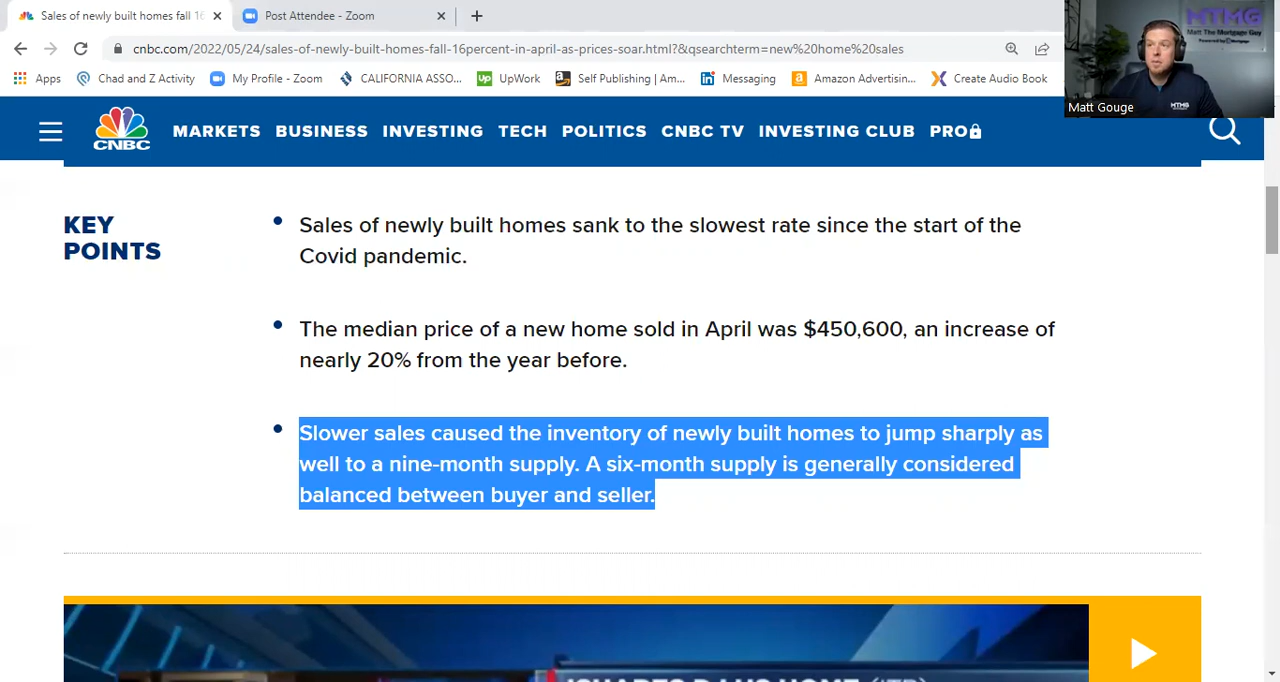 Sales of newly built homes fall 16
Post Attendee - Zoom
cnbc.com/2022/05/24/sales-of-newly-built-homes-fall-16percent-in-april-as-prices-soar.html?&qsearchterm=new%20home%20sales
Apps
Chad and Z Activity
My Profile - Zoom
CALIFORNIA ASSO...
UpWork
Self Publishing | Am...
Messaging
Amazon Advertisin...
Create Audio Book
MTMG
Matt The Mortgage Guy
MTMG
Matt Gouge
CNBC
MARKETS BUSINESS INVESTING TECH POLITICS CNBC TV INVESTING CLUB PRO
KEY
POINTS
Sales of newly built homes sank to the slowest rate since the start of the
Covid pandemic.
The median price of a new home sold in April was $450,600, an increase of
nearly 20% from the year before.
Slower sales caused the inventory of newly built homes to jump sharply as
well to a nine-month supply. A six-month supply is generally considered
balanced between buyer and seller.